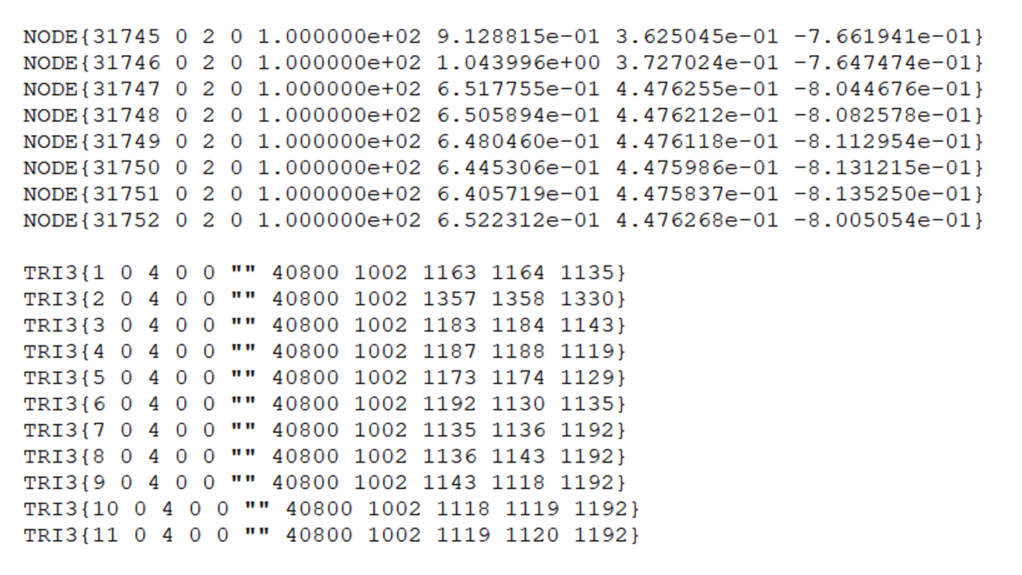 NODE{31745 0 2 0 1.000000e+02 9.128815e-01 3.625045e-01 -7.661941e-01}
NODE{31746 0 2 0 1.000000e+02 1.043996e+00 3.727024e-01 -7.647474e-01}
NODE{31747 0 2 0 1.000000e+02 6.517755e-01 4.476255e-01 -8.044676e-01}
NODE{31748 0 2 0 1.000000e+02 6.505894e-01 4.476212e-01 -8.082578e-01}
NODE{31749 0 2 0 1.000000e+02 6.480460e-01 4.476118e-01 -8.112954e-01}
NODE{31750 0 2 0 1.000000e+02 6.445306e-01 4.475986e-01 -8.131215e-01}
NODE{31751 0 2 0 1.000000e+02 6.405719e-01 4.475837e-01 -8.135250e-01}
NODE{31752 0 2 0 1.000000e+02 6.522312e-01 4.476268e-01 -8.005054e-01}
TRI3{1 0 4 0 0 "" 40800 1002 1163 1164 1135}
TRI3{2 0 4 0 0 "" 40800 1002 1357 1358 1330}
TRI3{3 0 4 0 0 "" 40800 1002 1183 1184 1143}
TRI3{4 0 4 0 0 "" 40800 1002 1187 1188 1119}
TRI3{5 0 4 0 0 "" 40800 1002 1173 1174 1129}
TRI3{6 0 4 0 0 "" 40800 1002 1192 1130 1135}
TRI3{7 0 4 0 0 "" 40800 1002 1135 1136 1192}
TRI3{8 0 4 0 0 "" 40800 1002 1136 1143 1192}
TRI3{9 0 4 0 0 "" 40800 1002 1143 1118 1192}
TRI3{10 0 4 0 0 "" 40800 1002 1118 1119 1192}
TRI3{11 0 4 0 0 "" 40800 1002 1119 1120 1192}